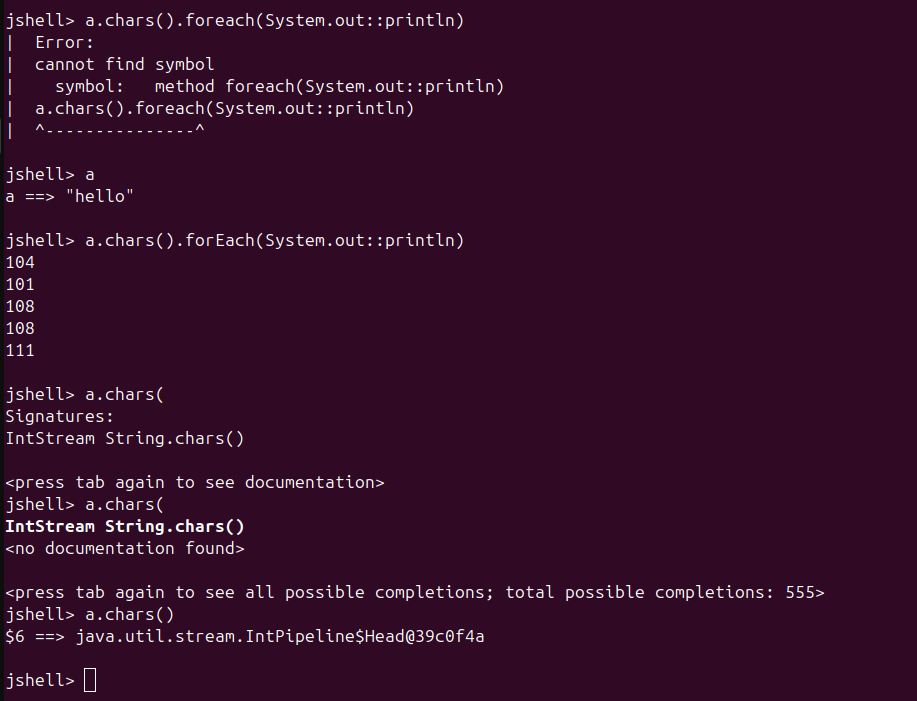 jshell> a.chars().foreach(System.out::println)
|  Error:
|  cannot find symbol
|    symbol:   method foreach(System.out::println)
|  a.chars().foreach(System.out::println)
|  ^---------------^
jshell> a
a ==> "hello"
jshell> a.chars().forEach(System.out::println)
104
101
108
108
111
jshell> a.chars(
Signatures:
IntStream String.chars()
<press tab again to see documentation>
jshell> a.chars(
IntStream String.chars()
<no documentation found>
<press tab again to see all possible completions; total possible completions: 555>
jshell> a.chars()
$6 ==> java.util.stream.IntPipeline$Head@39c0f4a
jshell>